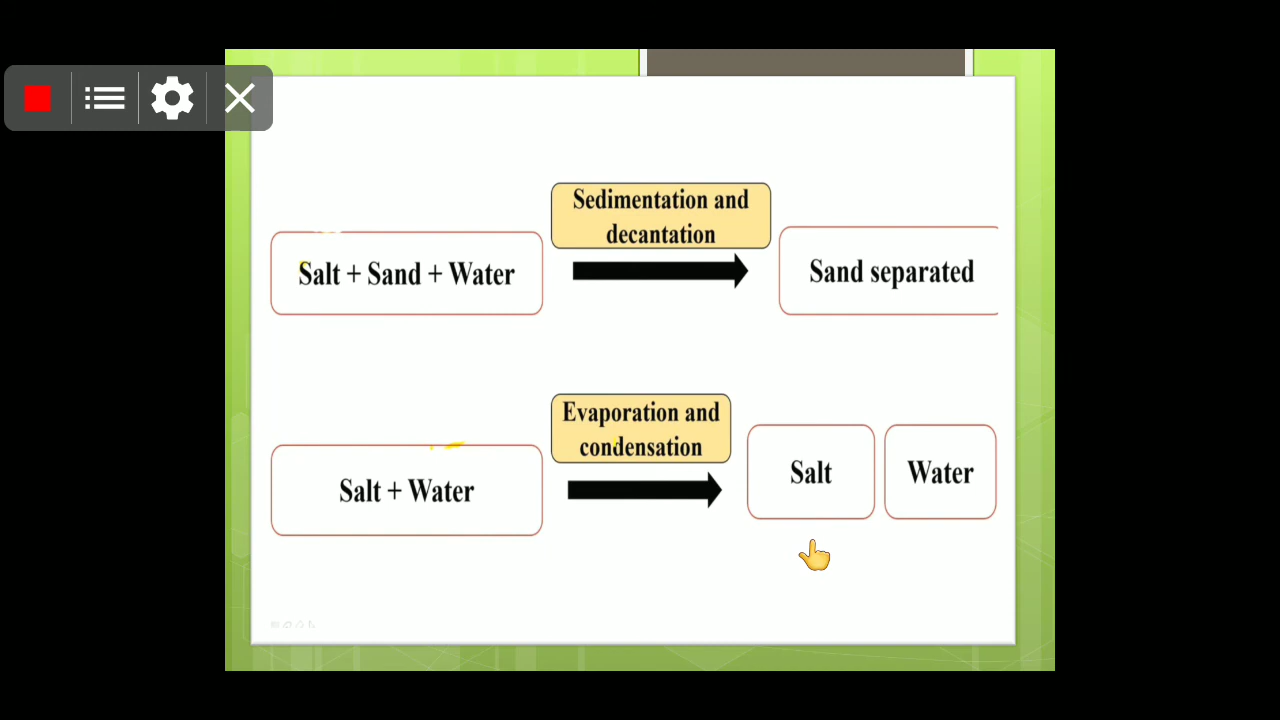 Sedimentation and
decantation
Salt + Sand + Water
Sand separated
Evaporation and
condensation
Salt + Water
Salt
Water